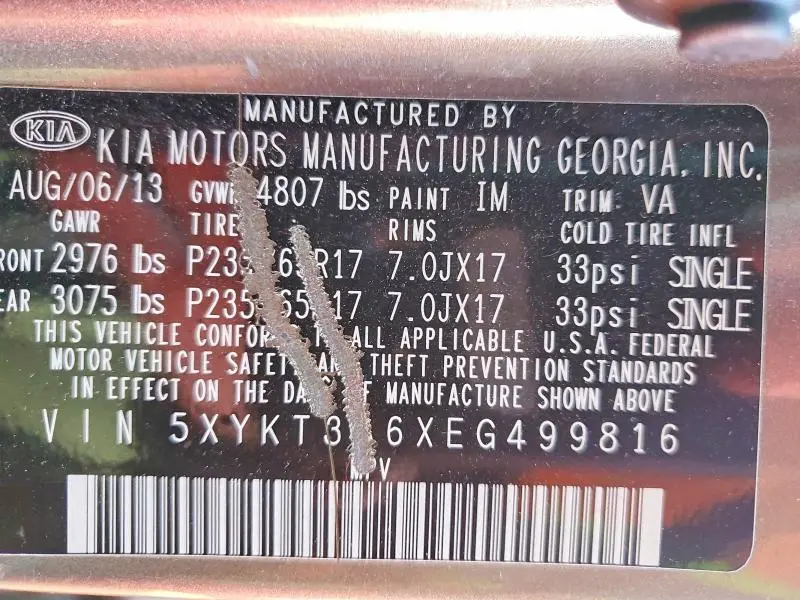 MANUFACTURED BY
KIA KIA MOTORS MANUFACTURING GEORGIA, INC.
AUG/06/13 4807 lbs PAINT IM TRIM: VA
GAWR RIMS COLD TIRE INFL
2976 lbs 7.0JX17 33psi SINGLE
3075 lbs 7.0JX17 33psi SINGLE
THIS VEHICLE ALL APPLICABLE U.S.A. FEDERAL
MOTOR VEHICLE THEFT PREVENTION STANDARDS
IN EFFECT ON THE OF MANUFACTURE SHOWN ABOVE
VIN